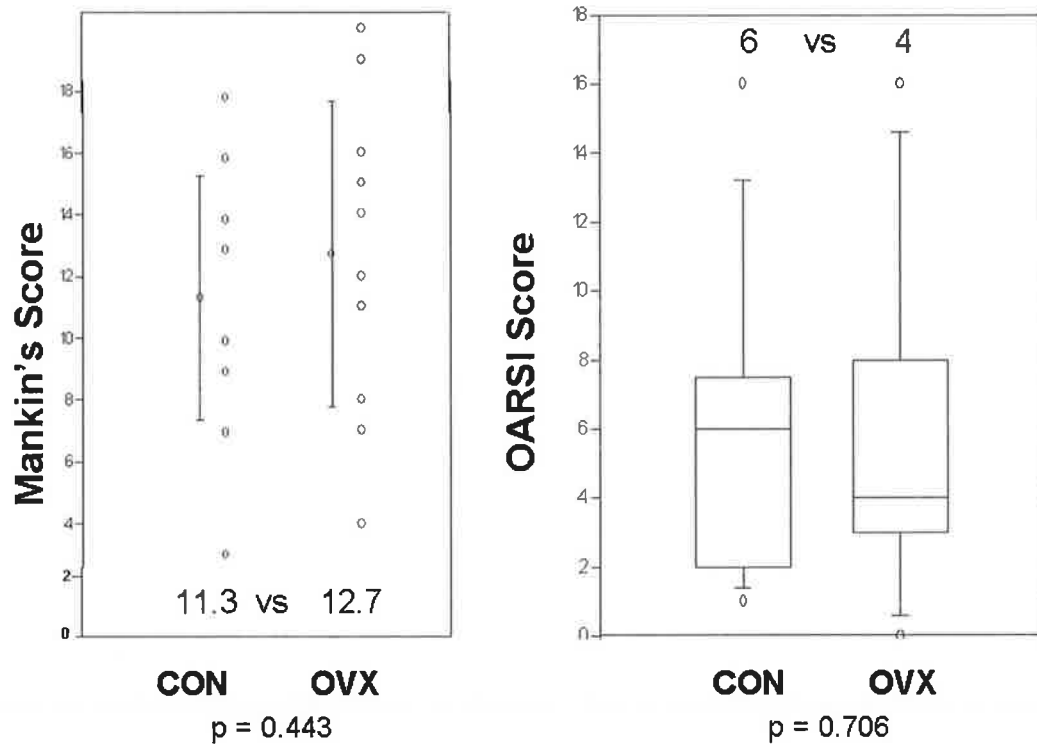 Mankin's Score
18
16
14
12
10
8
6
4
2
0
11.3 vs 12.7
CON OVX
p = 0.443
OARSI Score
18
16
14
12
10
8
6
4
2
0
6 vs 4
CON OVX
p = 0.706